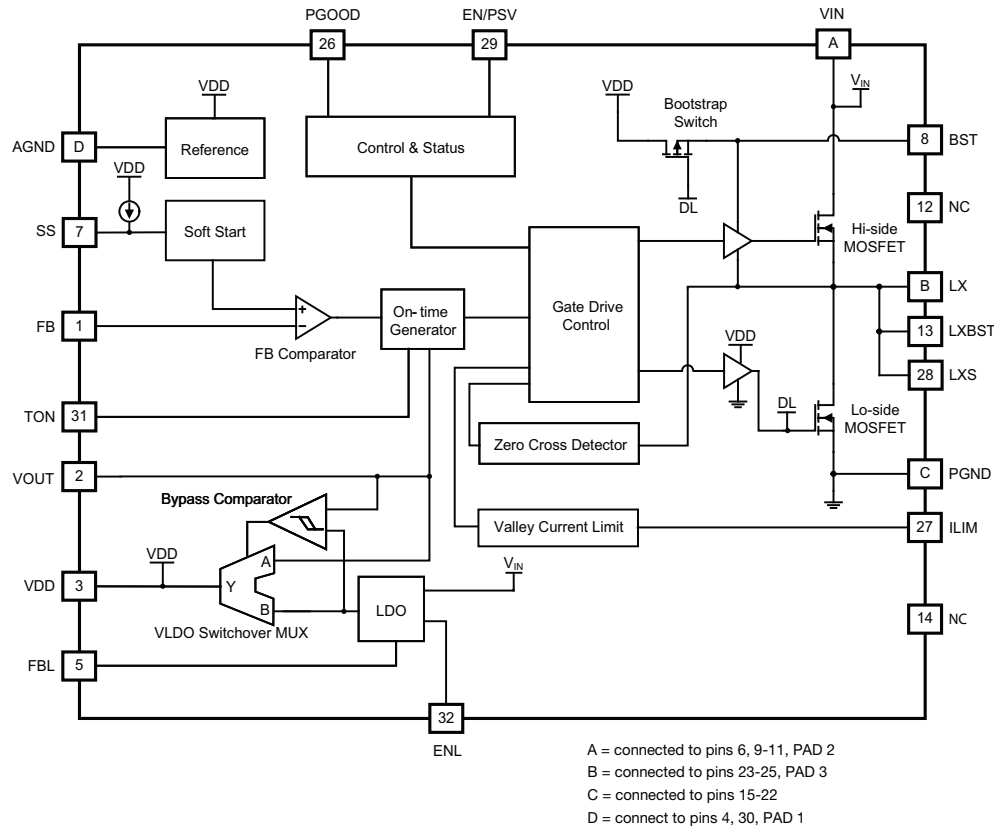 PGOOD
EN/PSV
VIN
26
29
A
VDD
VDD
Bootstrap
Switch
VIN
AGND
D
Reference
Control & Status
8
BST
VDD
DL
12
NC
SS
7
Soft Start
Hi-side
MOSFET
Gate Drive
Control
B
LX
+
On-time
Generator
FB
1
−
13
LXBST
FB Comparator
VDD
28
LXS
TON
31
DL
Lo-side
MOSFET
Zero Cross Detector
VOUT
2
C
PGND
Bypass Comparator
Valley Current Limit
27
ILIM
VDD
A
VIN
VDD
3
Y
B
LDO
14
NC
VLDO Switchover MUX
FBL
5
32
ENL
A = connected to pins 6, 9-11, PAD 2
B = connected to pins 23-25, PAD 3
C = connected to pins 15-22
D = connect to pins 4, 30, PAD 1